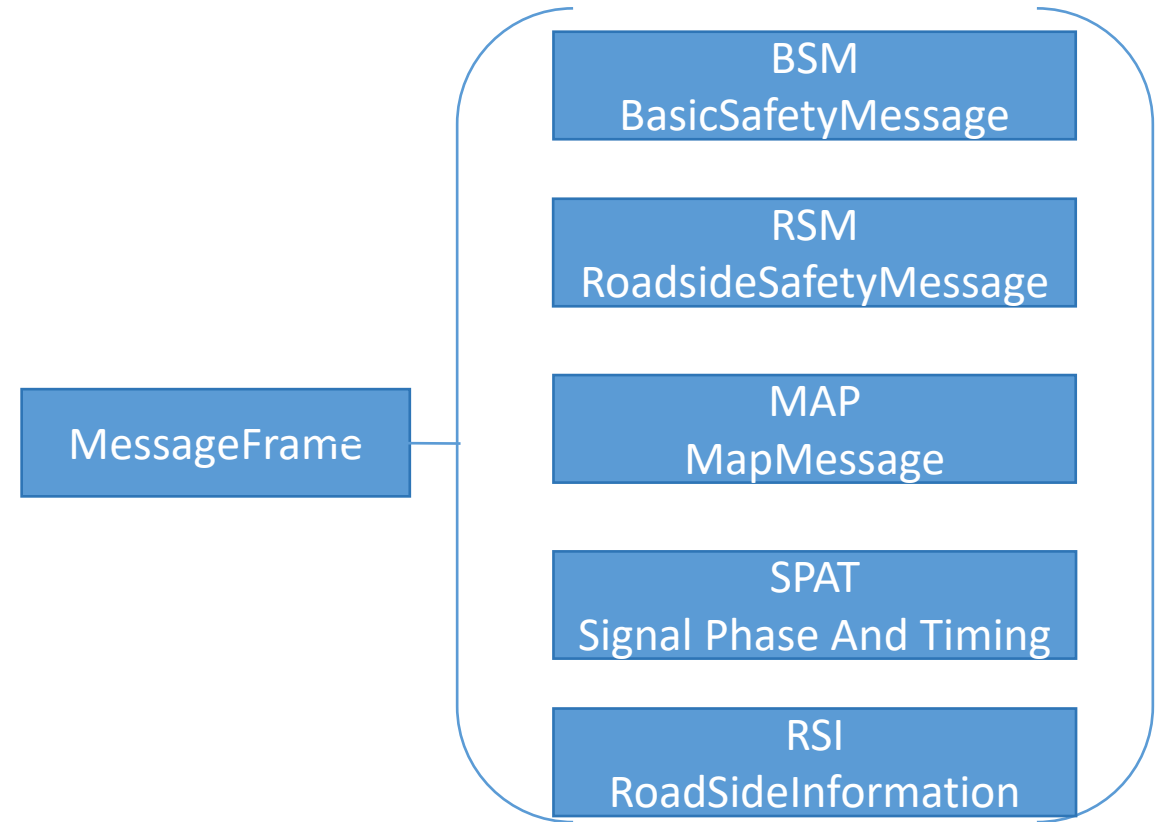 BSM
BasicSafetyMessage
RSM
RoadsideSafetyMessage
MAP
MapMessage
MessageFrame
SPAT
Signal Phase And Timing
RSI
RoadSideInformation